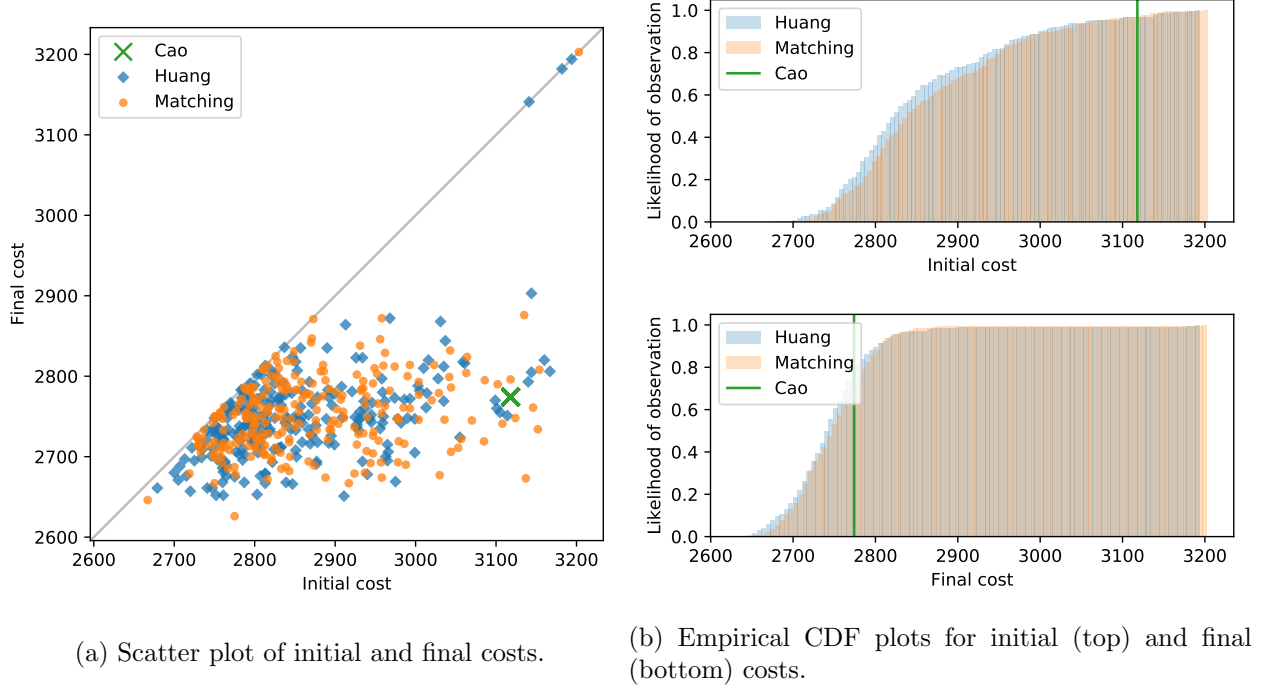 3200
3100
3000
2900
2800
2700
2600
Final cost
Cao
Huang
Matching
2600 2700 2800 2900 3000 3100 3200
Initial cost
(a) Scatter plot of initial and final costs.
1.0
0.8
0.6
0.4
0.2
0.0
Likelihood of observation
Huang
Matching
Cao
2600 2700 2800 2900 3000 3100 3200
Initial cost
1.0
0.8
0.6
0.4
0.2
0.0
Likelihood of observation
Huang
Matching
Cao
2600 2700 2800 2900 3000 3100 3200
Final cost
(b) Empirical CDF plots for initial (top) and final
(bottom) costs.